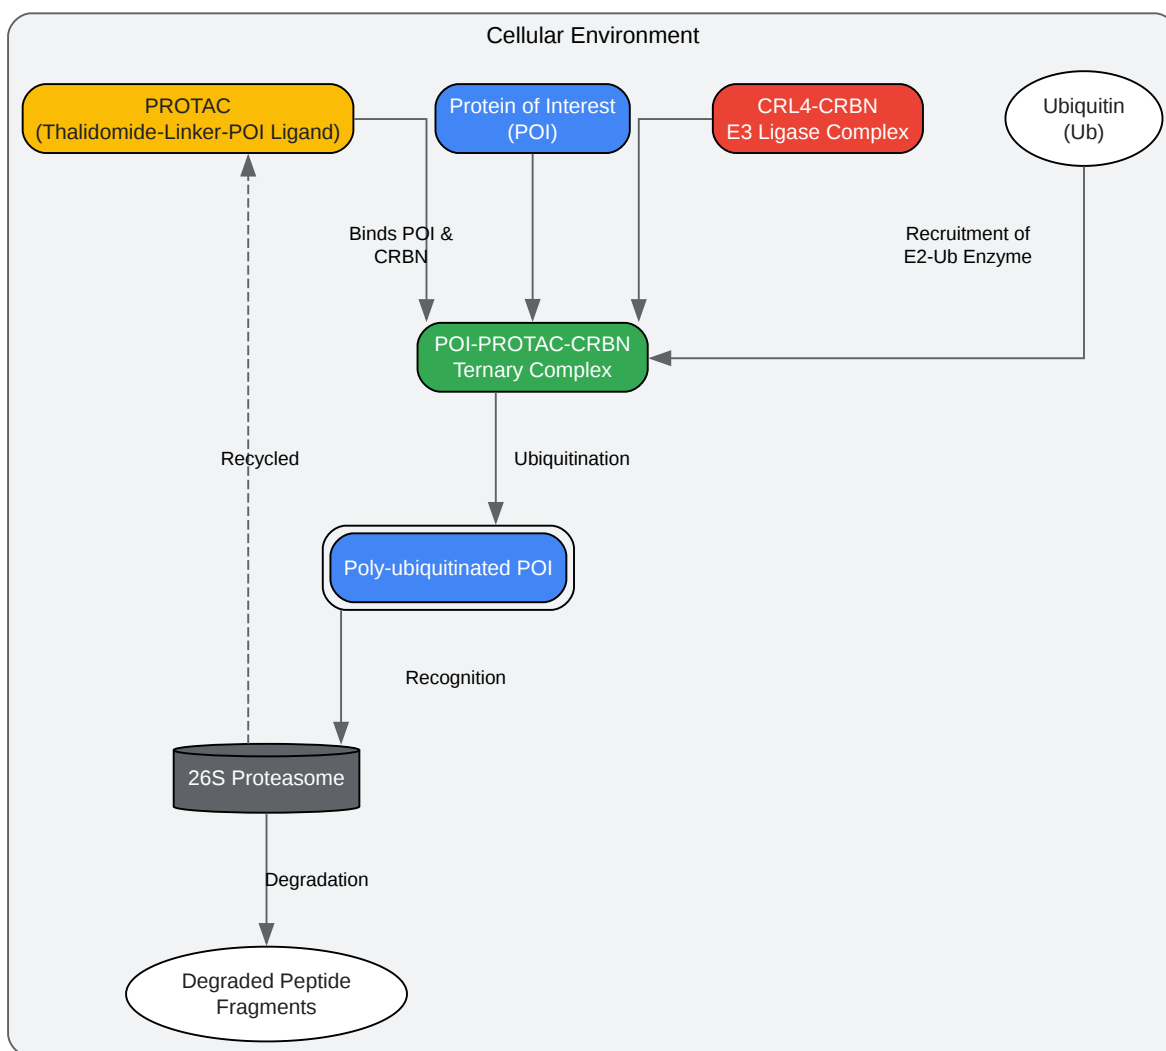 Cellular Environment
PROTAC
(Thalidomide-Linker-POI Ligand)
Protein of Interest
(POI)
CRL4-CRBN
E3 Ligase Complex
Ubiquitin
(Ub)
Binds POI &
CRBN
Recruitment of
E2-Ub Enzyme
POI-PROTAC-CRBN
Ternary Complex
Recycled
Ubiquitination
Poly-ubiquitinated POI
Recognition
26S Proteasome
Degradation
Degraded Peptide
Fragments